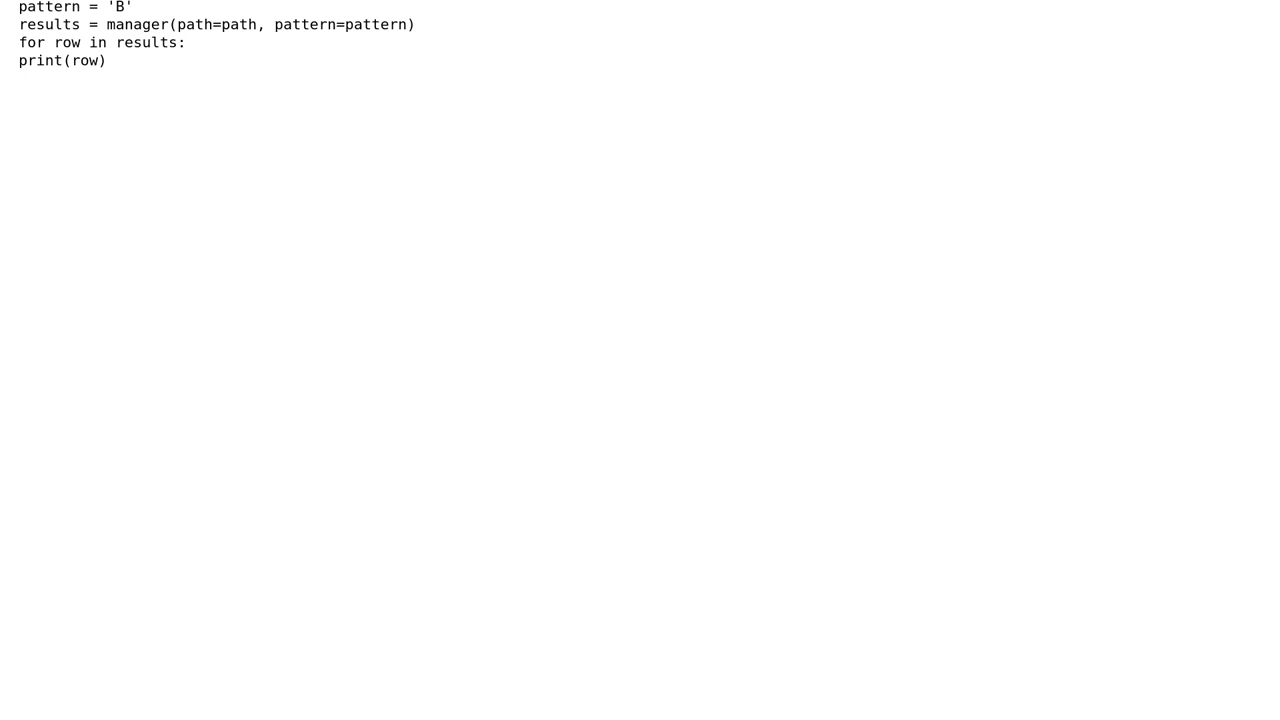 pattern = 'B'
results = manager(path=path, pattern=pattern)
for row in results:
print(row)